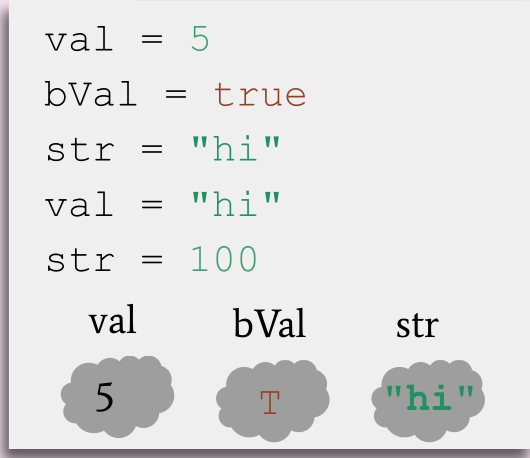 val = 5
bVal = true
str = "hi"
val = "hi"
str = 100
val bVal str
5 T "hi"